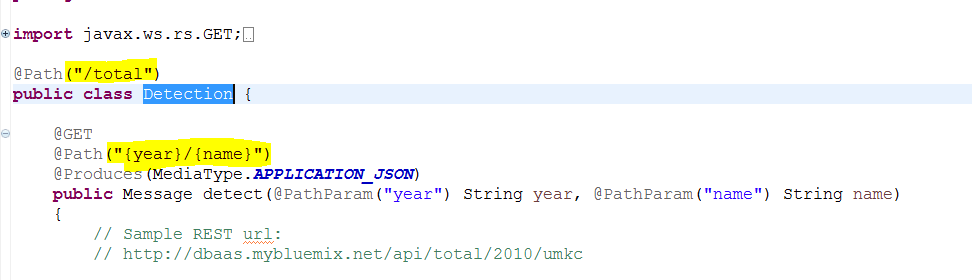 import javax.ws.rs.GET;
@Path("/total")
public class Detection {
@GET
@Path("{year}/{name}")
@Produces(MediaType.APPLICATION_JSON)
public Message detect(@PathParam("year") String year, @PathParam("name") String name)
{
// Sample REST url:
// http://dbaas.mybluemix.net/api/total/2010/umkc